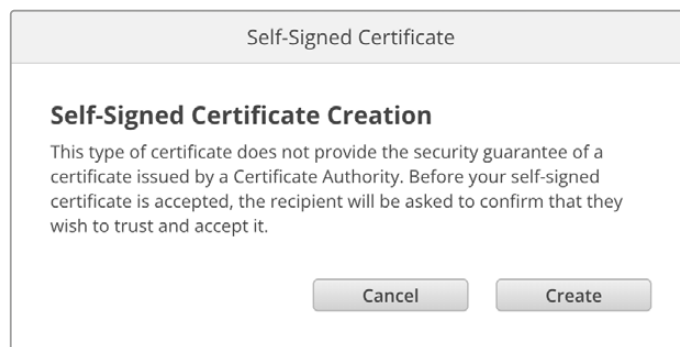 Self-Signed Certificate
Self-Signed Certificate Creation
This type of certificate does not provide the security guarantee of a
certificate issued by a Certificate Authority. Before your self-signed
certificate is accepted, the recipient will be asked to confirm that they
wish to trust and accept it.
Cancel
Create